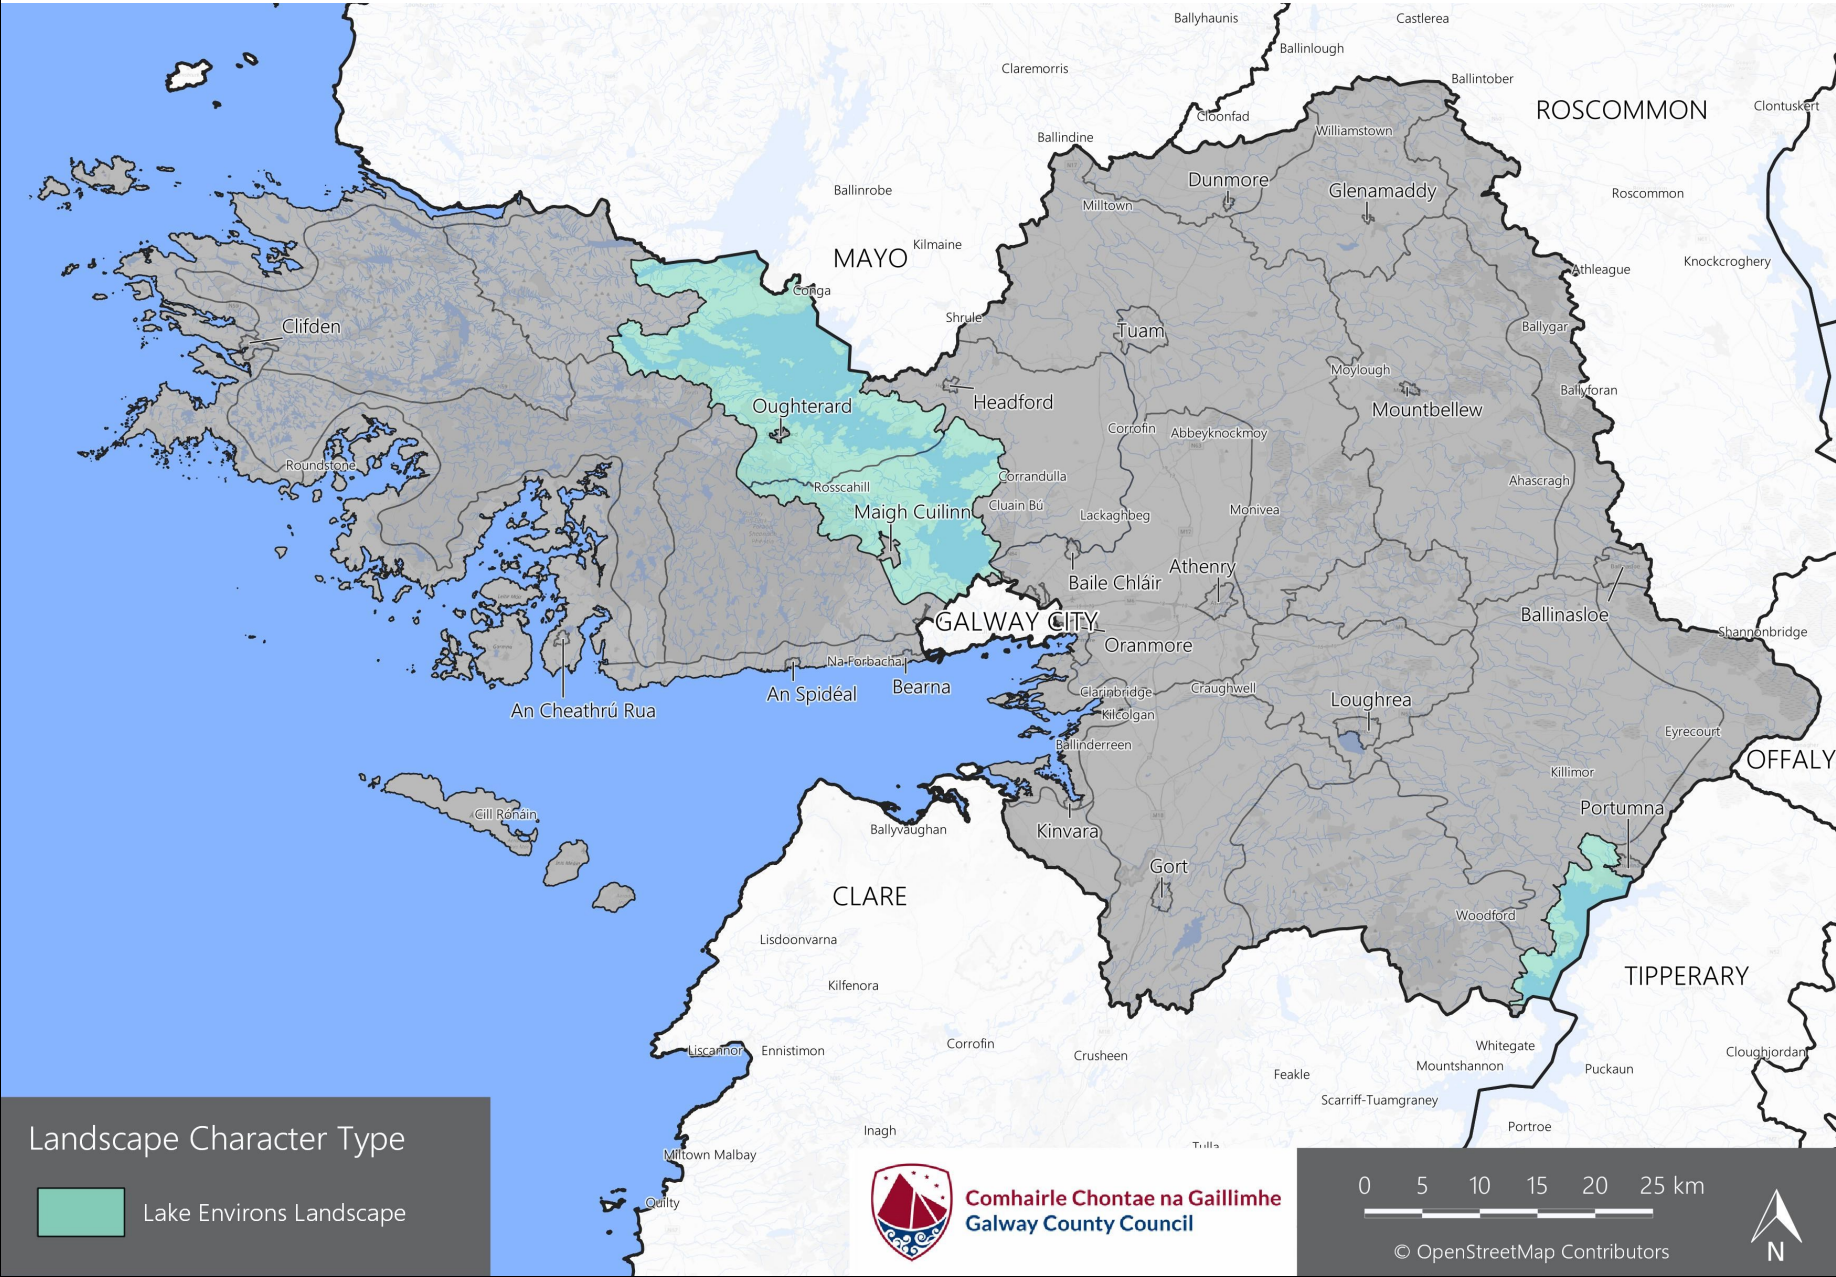 Ballyhaunis
Castlerea
Ballinlough
Claremorris
Ballintober
ROSCOMMON
Clontuskert
Cloonfad
Williamstown
Ballindine
Dunmore
Glenamaddy
Ballinrobe
Roscommon
Milltown
MAYO
Kilmaine
Knockcroghery
Athleague
Conga
Shrule
Clifden
Tuam
Ballygar
Moylough
Ballyforan
Oughterard
Headford
Mountbellew
Corrofin
Abbeyknockmoy
Roundstone
Corrandulla
Rosscahill
Ahascragh
Cluain Bú
Maigh Cuilinn
Lackaghbeg
Monivea
Athenry
Baile Chláir
Ballinasloe
GALWAY CITY
Oranmore
Shannonbridge
Na Forbacha
Bearna
An Spidéal
Clarinbridge
Craughwell
Loughrea
An Cheathrú Rua
Kilcolgan
Ballinderreen
Eyrecourt
OFFALY
Killimor
Portumna
Cill Rónáin
Ballyvaughan
Kinvara
Gort
CLARE
Woodford
Lisdoonvarna
TIPPERARY
Kilfenora
Liscannor
Ennistimon
Corrofin
Crusheen
Whitegate
Mountshannon
Cloughjordan
Puckaun
Feakle
Scarriff-Tuamgraney
Portroe
Inagh
Tulla
Miltown Malbay
Quilty
Landscape Character Type
Lake Environs Landscape
Comhairle Chontae na Gaillimhe
Galway County Council
0 5 10 15 20 25 km
© OpenStreetMap Contributors
N